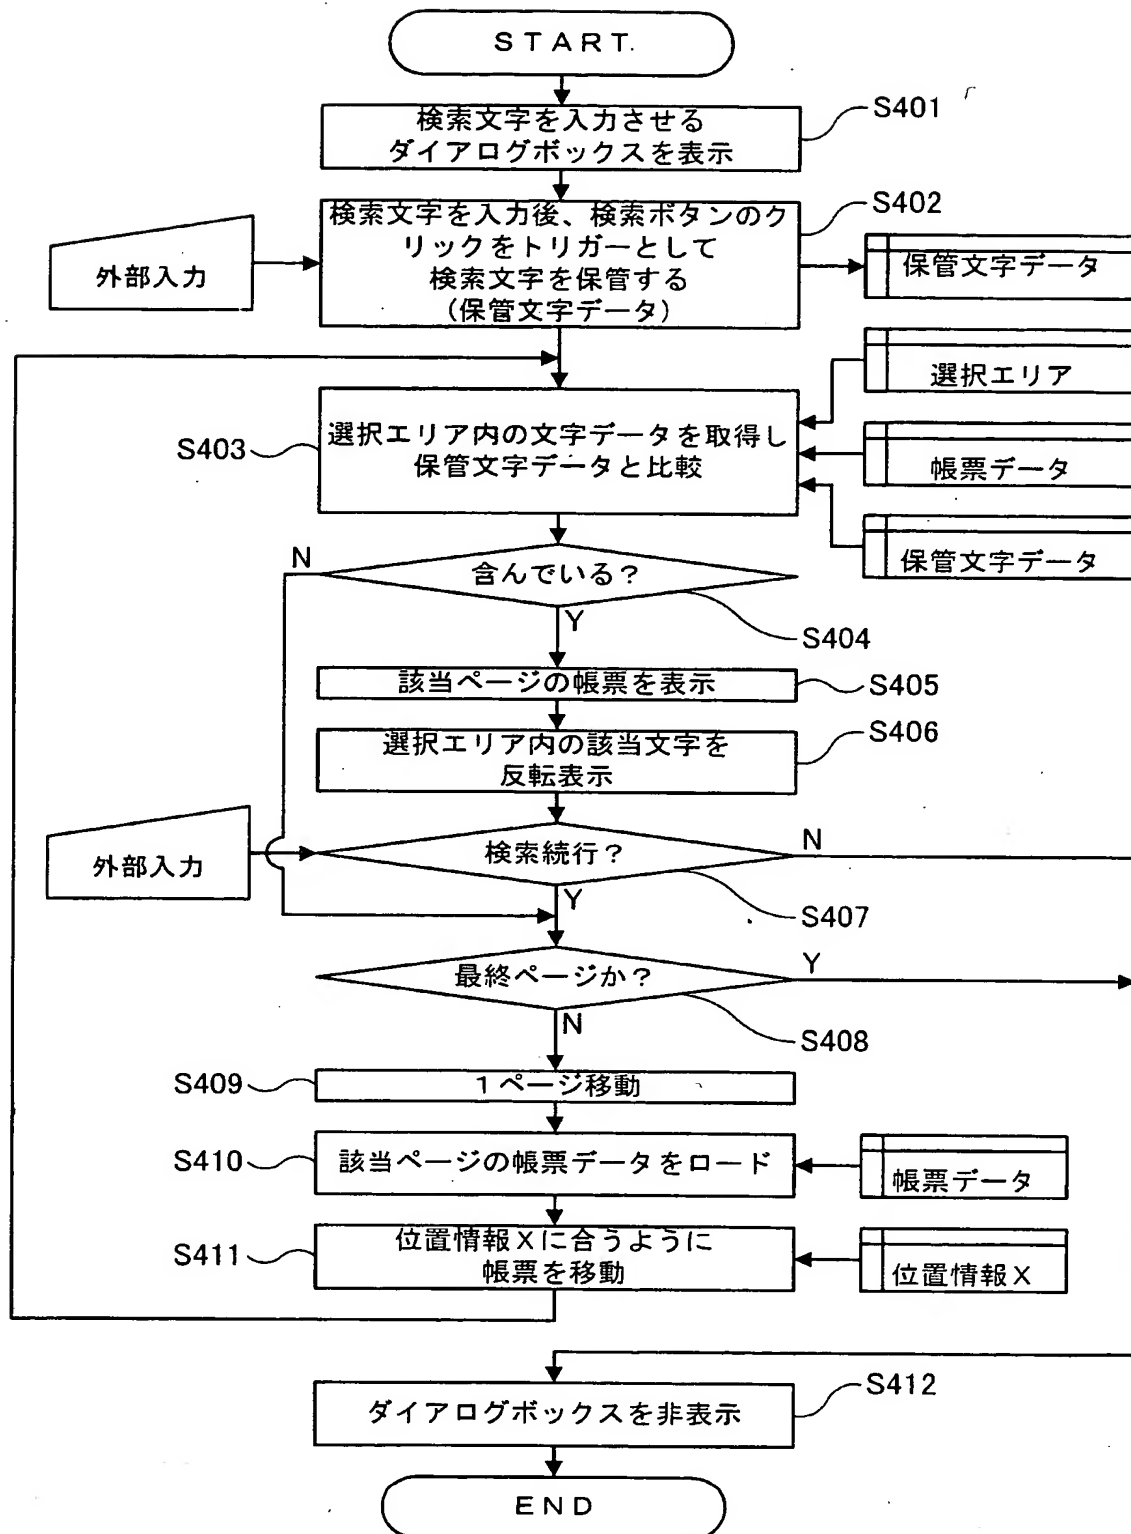 START
検索文字を入力させる
ダイアログボックスを表示
S401
検索文字を入力後、検索ボタンのク
リックをトリガーとして
検索文字を保管する
(保管文字データ)
S402
外部入力
保管文字データ
選択エリア
S403
選択エリア内の文字データを取得し
保管文字データと比較
帳票データ
保管文字データ
N
含んでいる?
Y
S404
該当ページの帳票を表示
S405
選択エリア内の該当文字を
反転表示
S406
外部入力
検索続行?
N
Y
S407
最終ページか?
Y
N
S408
S409
1ページ移動
S410
該当ページの帳票データをロード
帳票データ
S411
位置情報Xに合うように
帳票を移動
位置情報X
S412
ダイアログボックスを非表示
END